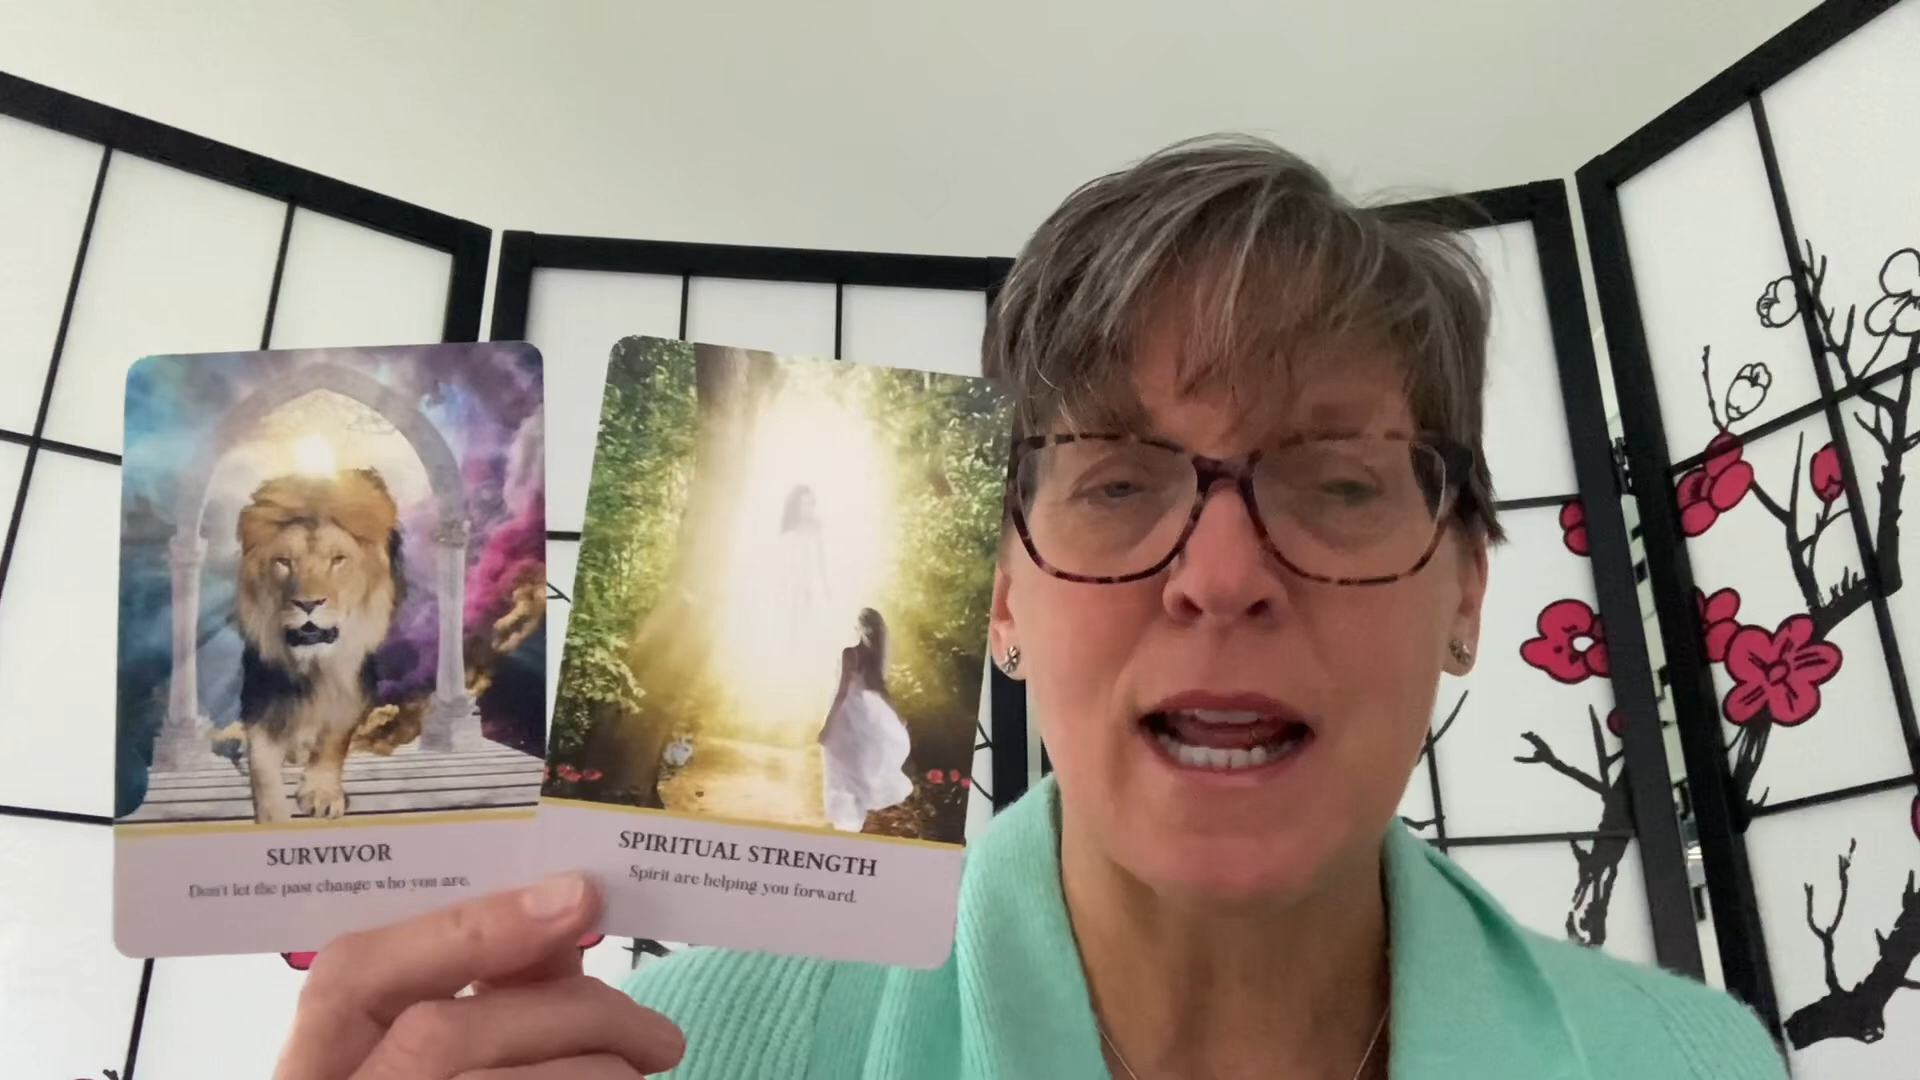 SURVIVOR
Don't let the past change who you are.
SPIRITUAL STRENGTH
Spirit are helping you forward.